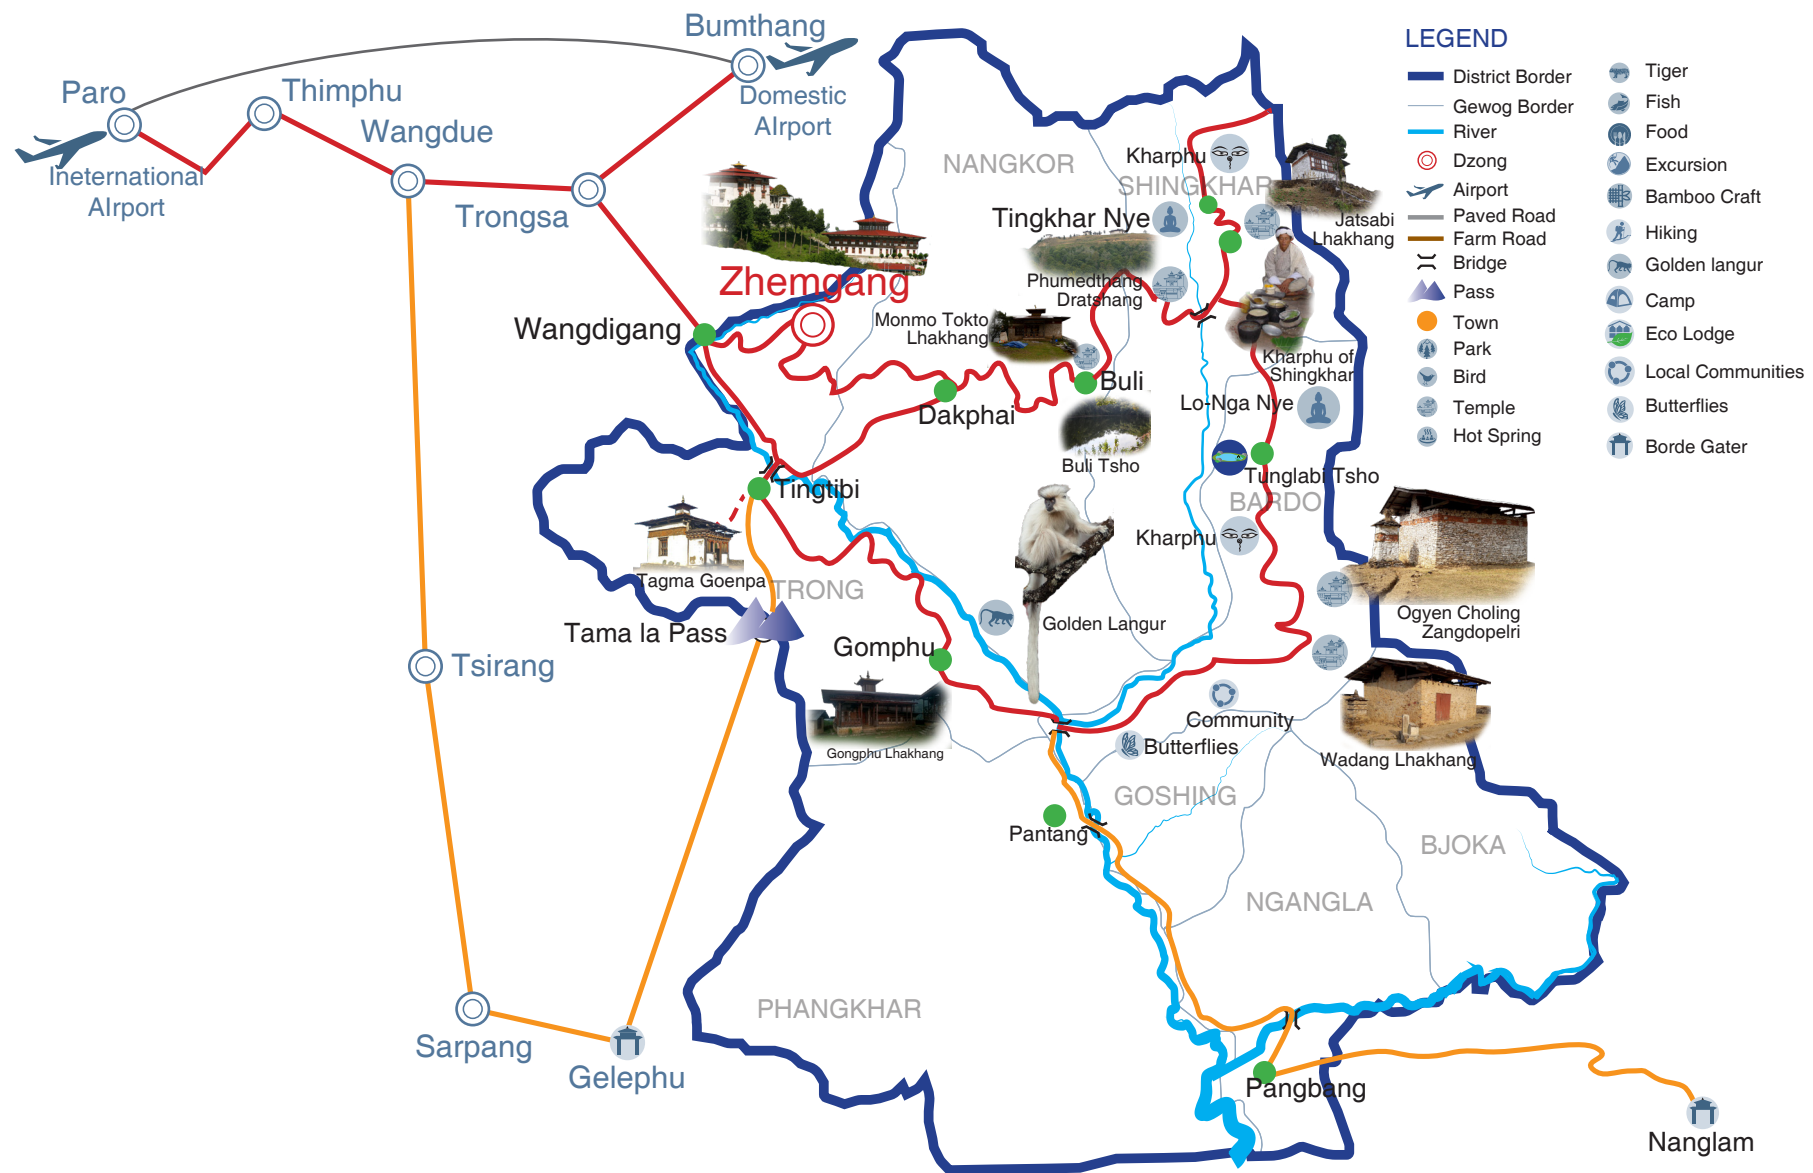 Bumthang
Domestic
AIrport
Paro
Ineternational
AIrport
Thimphu
Wangdue
Trongsa
Tsirang
Sarpang
Gelephu
Nanglam
Zhemgang
Wangdigang
NANGKOR
Kharphu
SHINGKHAR
Tingkhar Nye
Jatsabi
Lhakhang
Phumedthang
Dratshang
Monmo Tokto
Lhakhang
Kharphu of
Shingkhar
Buli
Dakphai
Lo-Nga Nye
Buli Tsho
Tunglabi Tsho
BARDO
Tingtibi
Kharphu
Tagma Goenpa
TRONG
Tama la Pass
Golden Langur
Ogyen Choling
Zangdopelri
Gomphu
Gongphu Lhakhang
Community
Butterflies
Wadang Lhakhang
GOSHING
Pantang
BJOKA
NGANGLA
PHANGKHAR
Pangbang
LEGEND
District Border
Gewog Border
River
Dzong
Airport
Paved Road
Farm Road
Bridge
Pass
Town
Park
Bird
Temple
Hot Spring
Tiger
Fish
Food
Excursion
Bamboo Craft
Hiking
Golden langur
Camp
Eco Lodge
Local Communities
Butterflies
Borde Gater